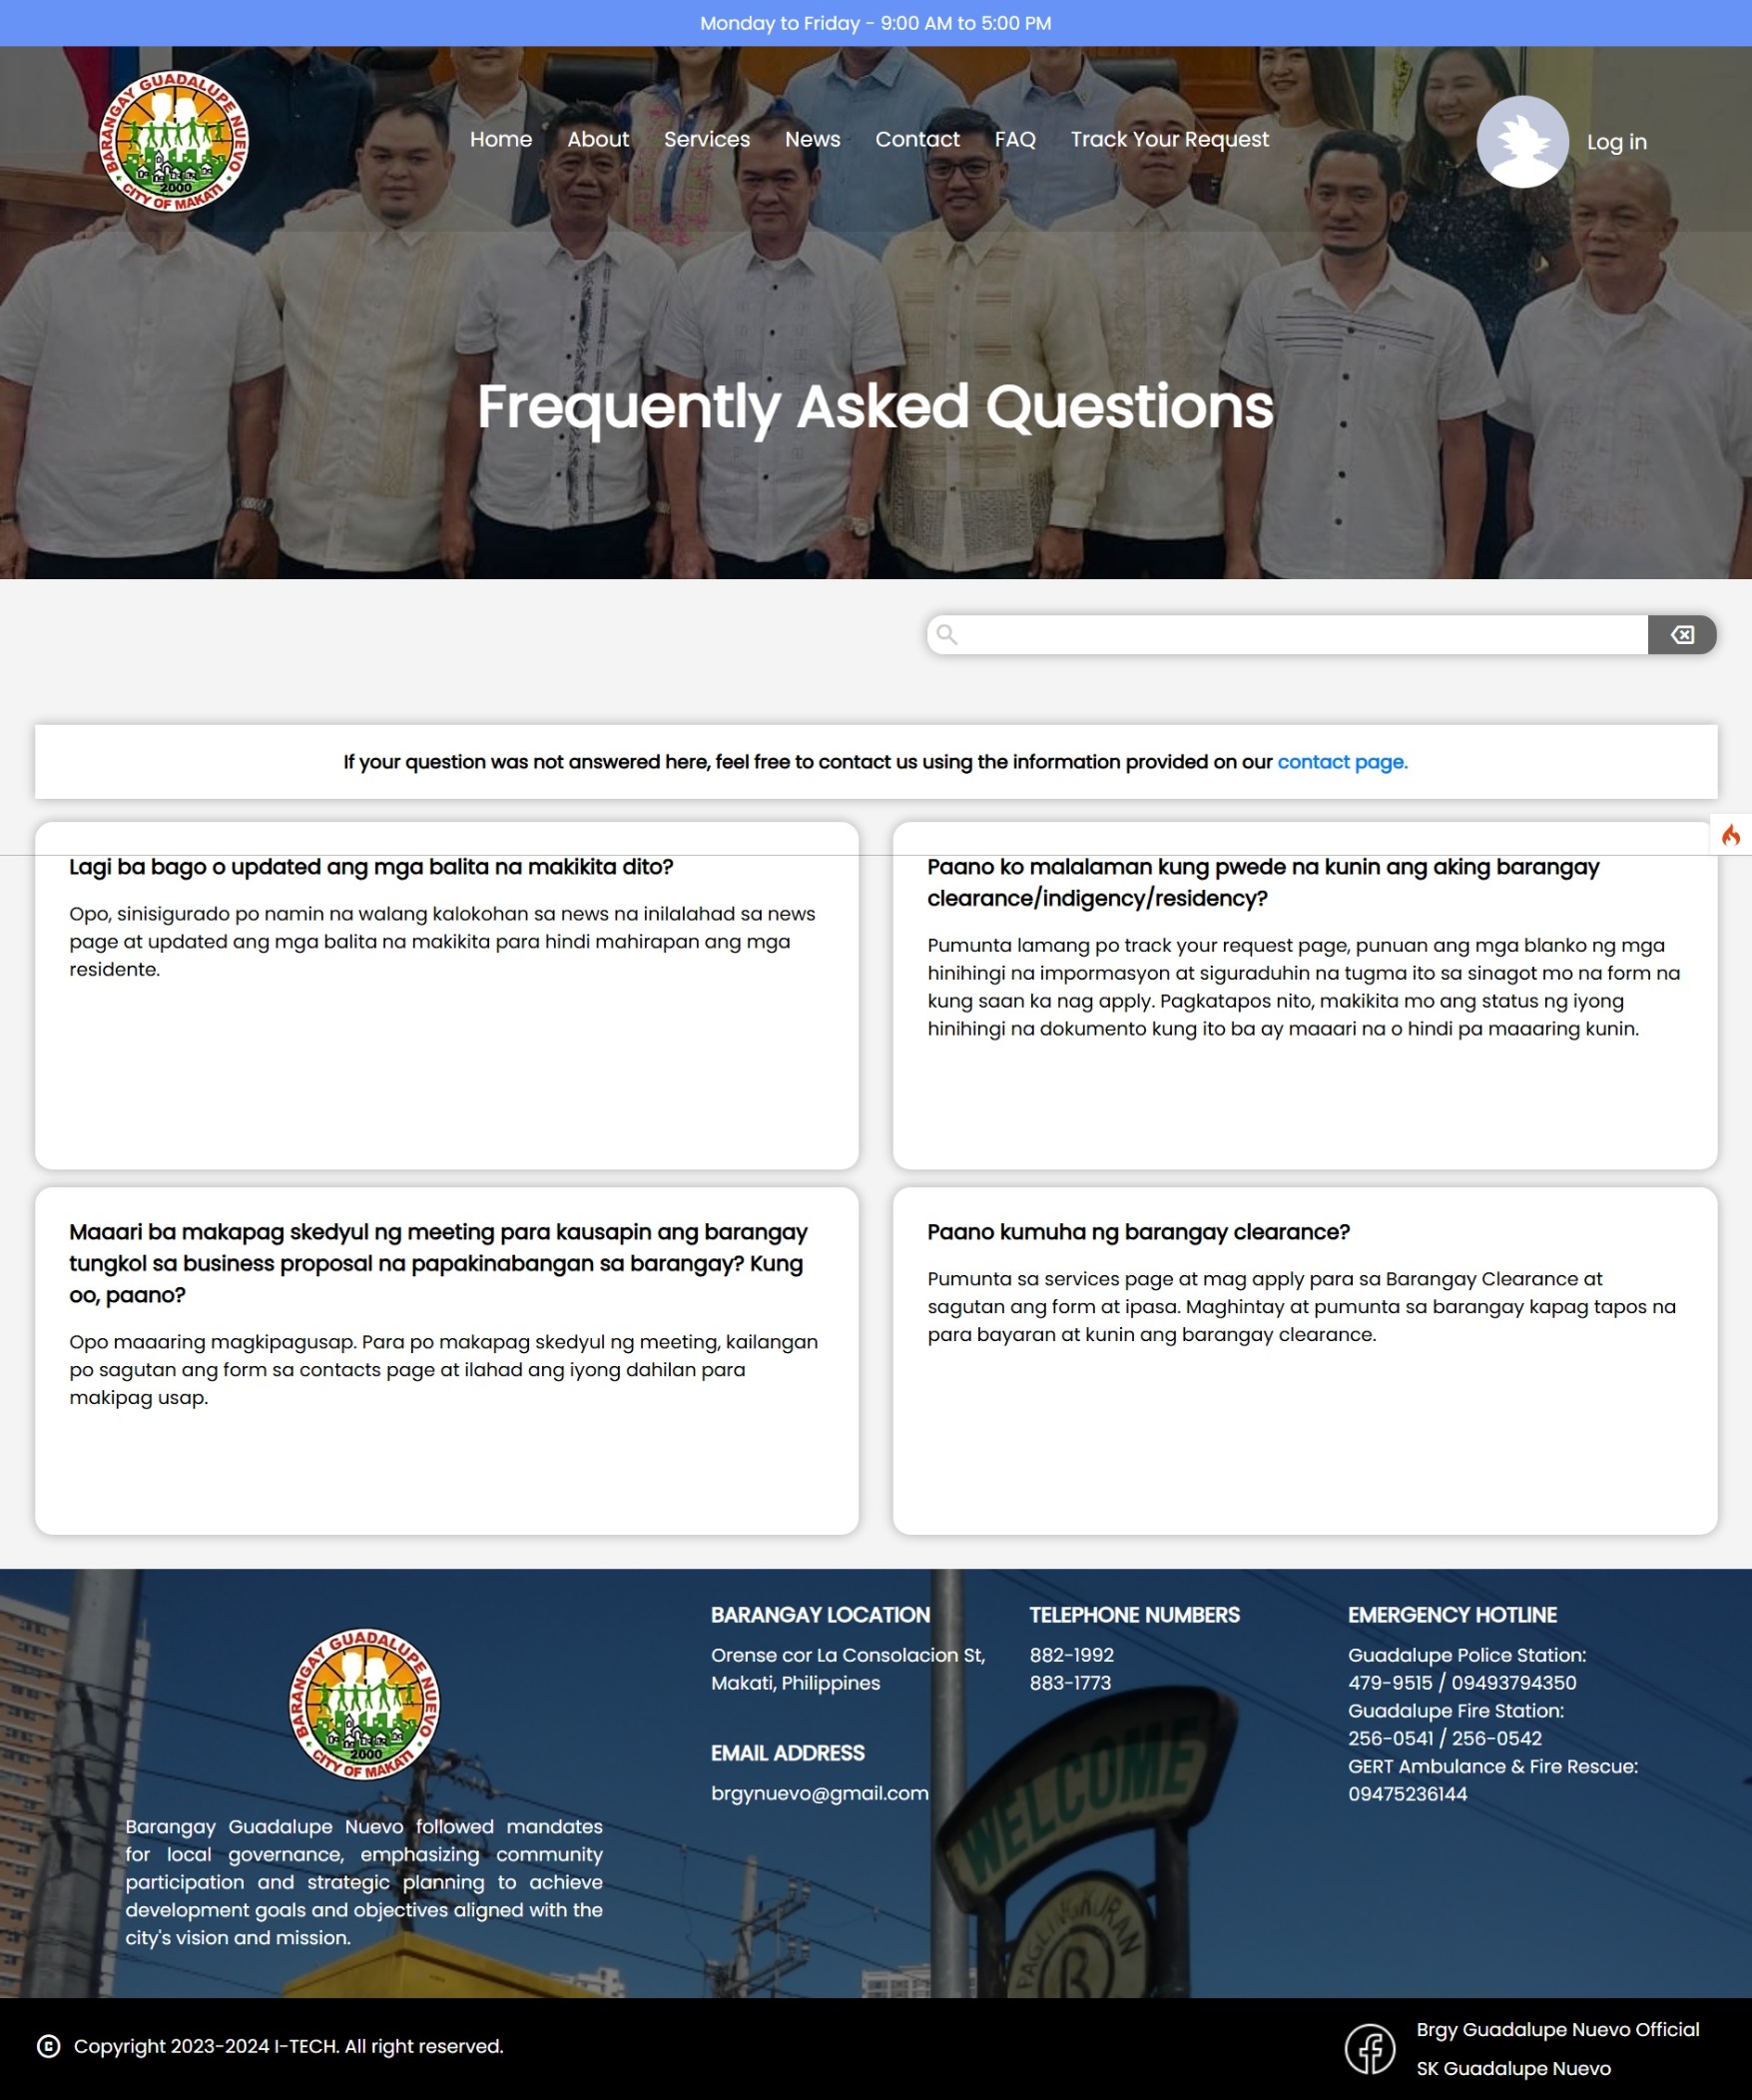 Monday to Friday - 9:00 AM to 5:00 PM
BARANGAY GUADALUPE NUEVO
2000
CITY OF MAKATI
Home About Services News Contact FAQ Track Your Request
Log in
Frequently Asked Questions
If your question was not answered here, feel free to contact us using the information provided on our contact page.
Lagi ba bago o updated ang mga balita na makikita dito?
Opo, sinisigurado po namin na walang kalokohan sa news na inilalahad sa news
page at updated ang mga balita na makikita para hindi mahirapan ang mga
residente.
Paano ko malalaman kung pwede na kunin ang aking barangay
clearance/indigency/residency?
Pumunta lamang po track your request page, punuan ang mga blanko ng mga
hinihingi na impormasyon at siguraduhin na tugma ito sa sinagot mo na form na
kung saan ka nag apply. Pagkatapos nito, makikita mo ang status ng iyong
hinihingi na dokumento kung ito ba ay maaari na o hindi pa maaaring kunin.
Maaari ba makapag skedyul ng meeting para kausapin ang barangay
tungkol sa business proposal na papakinabangan sa barangay? Kung
oo, paano?
Opo maaaring magkipagusap. Para po makapag skedyul ng meeting, kailangan
po sagutan ang form sa contacts page at ilahad ang iyong dahilan para
makipag usap.
Paano kumuha ng barangay clearance?
Pumunta sa services page at mag apply para sa Barangay Clearance at
sagutan ang form at ipasa. Maghintay at pumunta sa barangay kapag tapos na
para bayaran at kunin ang barangay clearance.
BARANGAY GUADALUPE NUEVO
2000
CITY OF MAKATI
Barangay Guadalupe Nuevo followed mandates
for local governance, emphasizing community
participation and strategic planning to achieve
development goals and objectives aligned with the
city's vision and mission.
BARANGAY LOCATION
Orense cor La Consolacion St,
Makati, Philippines
EMAIL ADDRESS
brgynuevo@gmail.com
TELEPHONE NUMBERS
882-1992
883-1773
EMERGENCY HOTLINE
Guadalupe Police Station:
479-9515 / 09493794350
Guadalupe Fire Station:
256-0541 / 256-0542
GERT Ambulance & Fire Rescue:
09475236144
WELCOME
PAGLINGKURAN
B
Copyright 2023-2024 I-TECH. All right reserved.
Brgy Guadalupe Nuevo Official
SK Guadalupe Nuevo